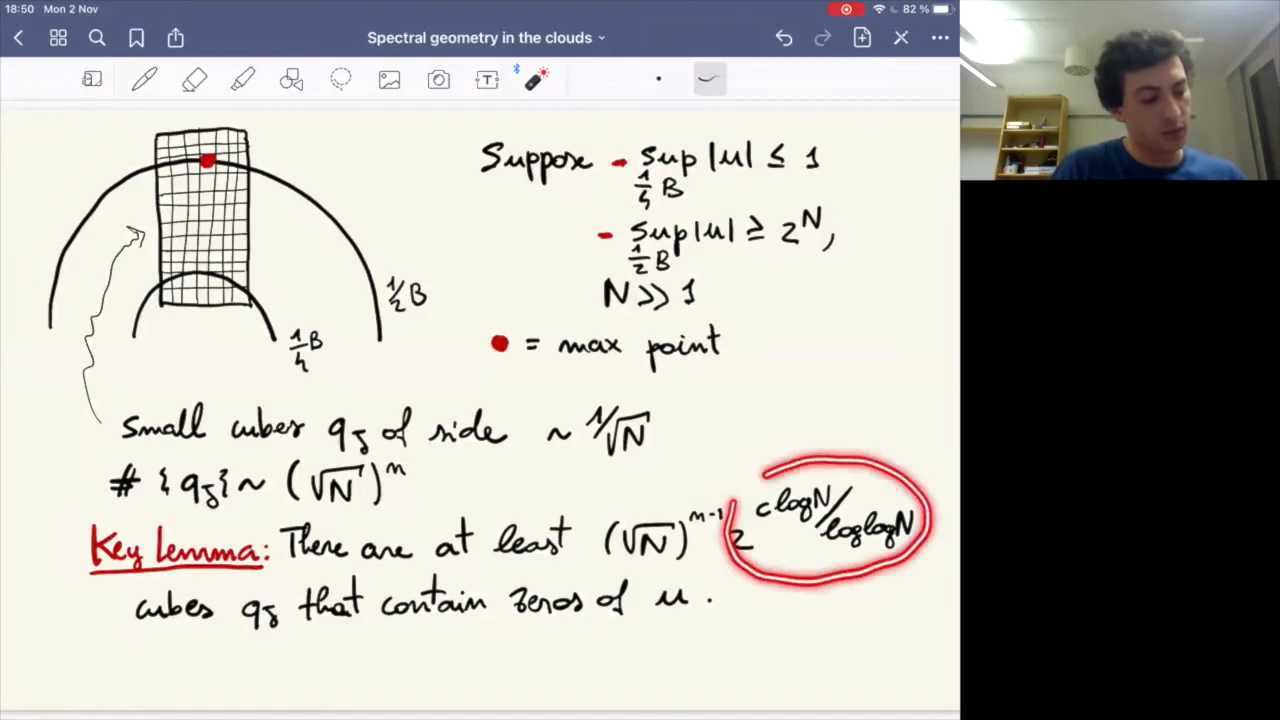 18:50 Mon 2 Nov
82 %
Spectral geometry in the clouds
Suppose - sup |u| ≤ 1
1/4 B
- sup |u| ≥ 2^N,
1/2 B
N >> 1
1/2 B
1/4 B
= max point
small cubes q_j of side ~ 1/√N
# {q_j} ~ (√N)^n
Key lemma: There are at least (√N)^{n-1} 2^{c log N / log log N}
cubes q_j that contain zeros of u.